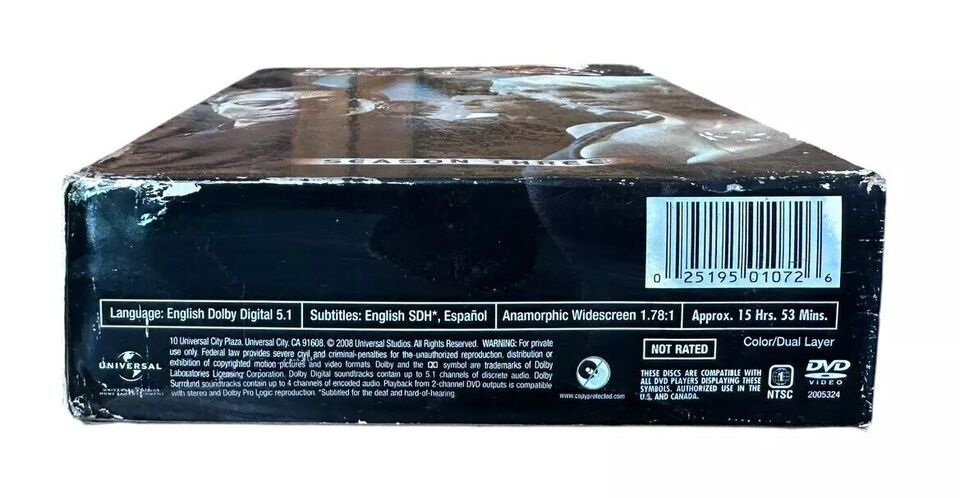 SEASON THREE
0 25195 01072 6
Language: English Dolby Digital 5.1
Subtitles: English SDH*, Español
Anamorphic Widescreen 1.78:1
Approx. 15 Hrs. 53 Mins.
10 Universal City Plaza, Universal City, CA 91608. © 2008 Universal Studios. All Rights Reserved. WARNING: For private
use only. Federal law provides severe civil and criminal penalties for the unauthorized reproduction, distribution or
exhibition of copyrighted motion pictures and video formats. Dolby and the DD symbol are trademarks of Dolby
Laboratories Licensing Corporation. Dolby Digital soundtracks contain up to 5.1 channels of discrete audio. Dolby
Surround soundtracks contain up to 4 channels of encoded audio. Playback from 2-channel DVD outputs is compatible
with stereo and Dolby Pro Logic reproduction. *Subtitled for the deaf and hard-of-hearing.
UNIVERSAL
www.copyprotected.com
NOT RATED
Color/Dual Layer
THESE DISCS ARE COMPATIBLE WITH
ALL DVD PLAYERS DISPLAYING THESE
SYMBOLS. AUTHORIZED USE IN THE
U.S. AND CANADA.
1
NTSC
DVD
VIDEO
2005324